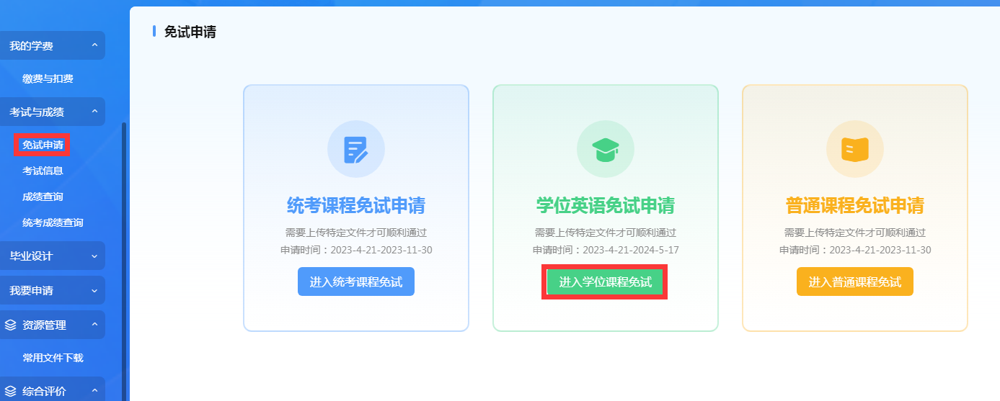 我的学费
缴费与扣费
考试与成绩
免试申请
考试信息
成绩查询
统考成绩查询
毕业设计
我要申请
资源管理
常用文件下载
综合评价
免试申请
统考课程免试申请
需要上传特定文件才可顺利通过
申请时间：2023-4-21-2023-11-30
进入统考课程免试
学位英语免试申请
需要上传特定文件才可顺利通过
申请时间：2023-4-21-2024-5-17
进入学位课程免试
普通课程免试申请
需要上传特定文件才可顺利通过
申请时间：2023-4-21-2023-11-30
进入普通课程免试